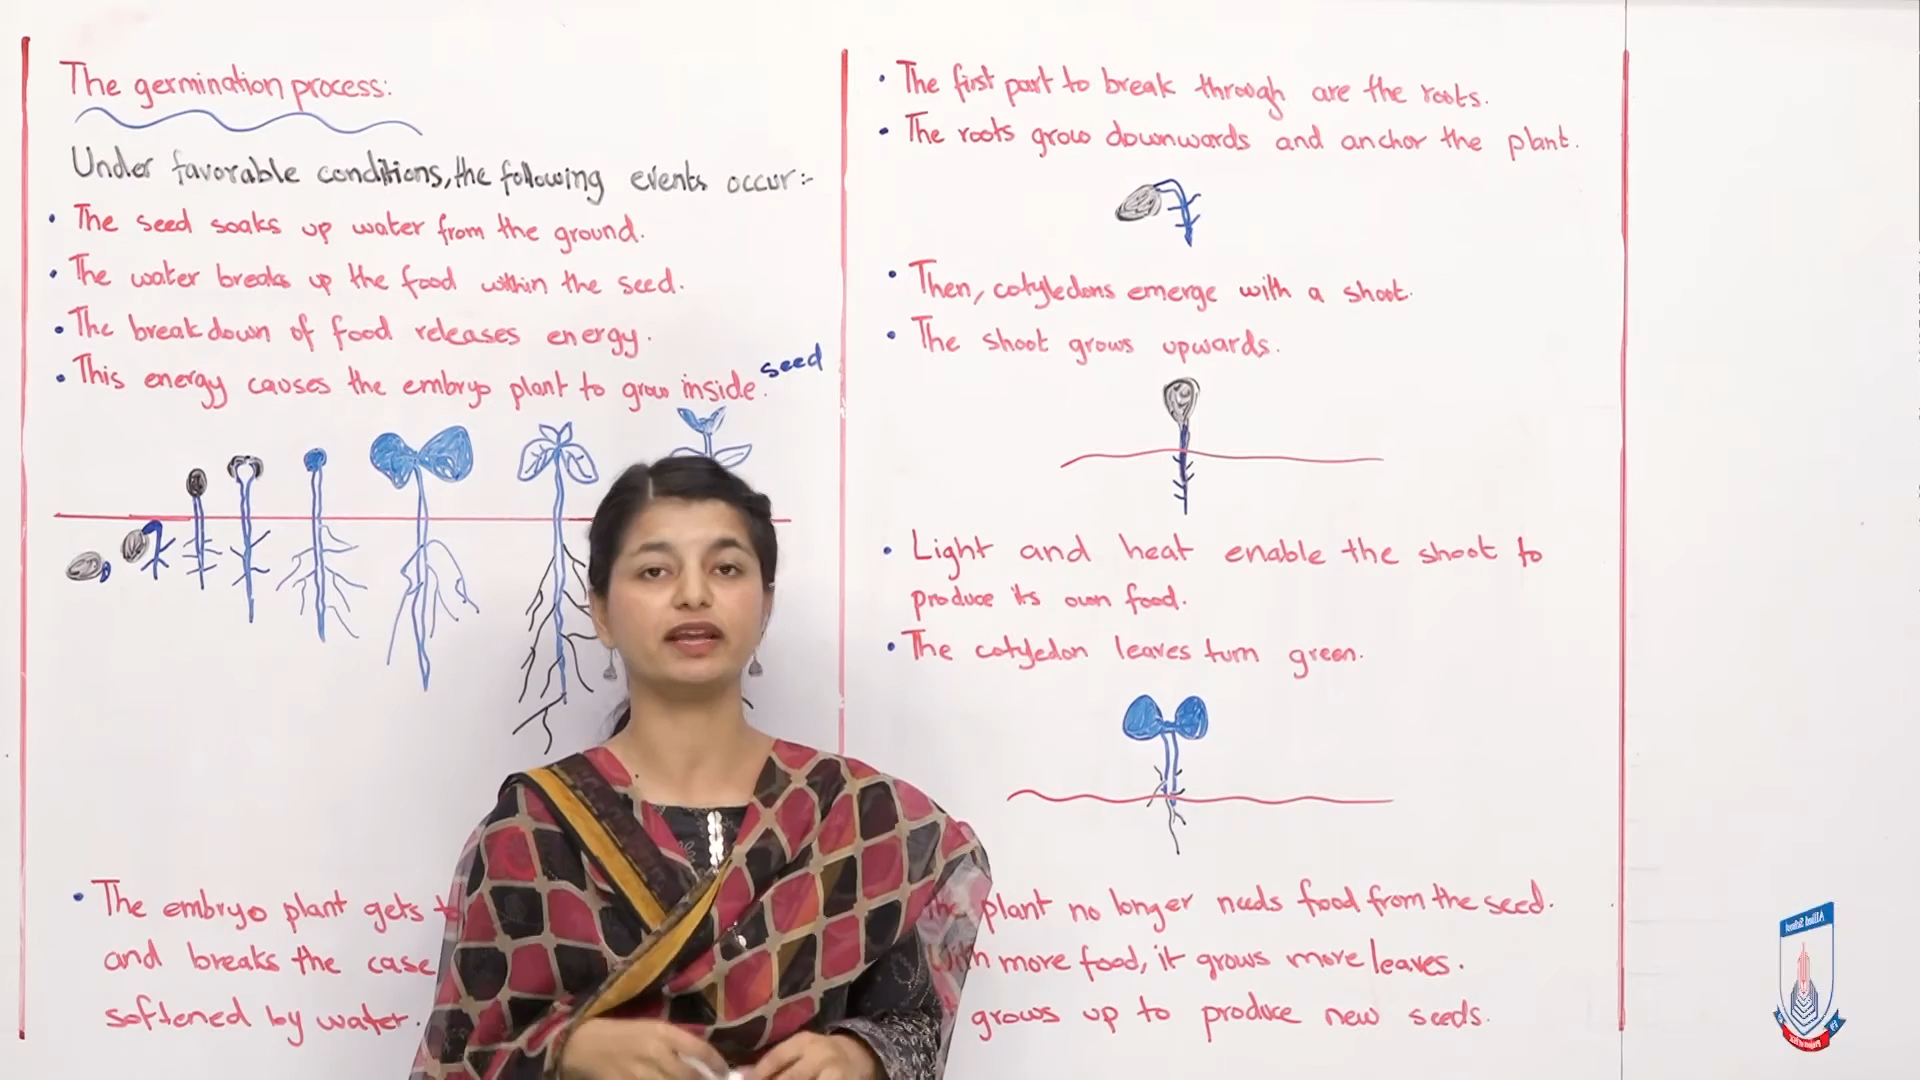 The germination process:
Under favorable conditions, the following events occur:-
• The seed soaks up water from the ground.
• The water breaks up the food within the seed.
• The breakdown of food releases energy.
• This energy causes the embryo plant to grow inside. seed
• The embryo plant gets
and breaks the case
softened by water.
• The first part to break through are the roots.
• The roots grow downwards and anchor the plant.
• Then, cotyledons emerge with a shoot.
• The shoot grows upwards.
• Light and heat enable the shoot to
produce its own food.
• The cotyledon leaves turn green.
plant no longer needs food from the seed.
more food, it grows more leaves.
grows up to produce new seeds.
Allied School